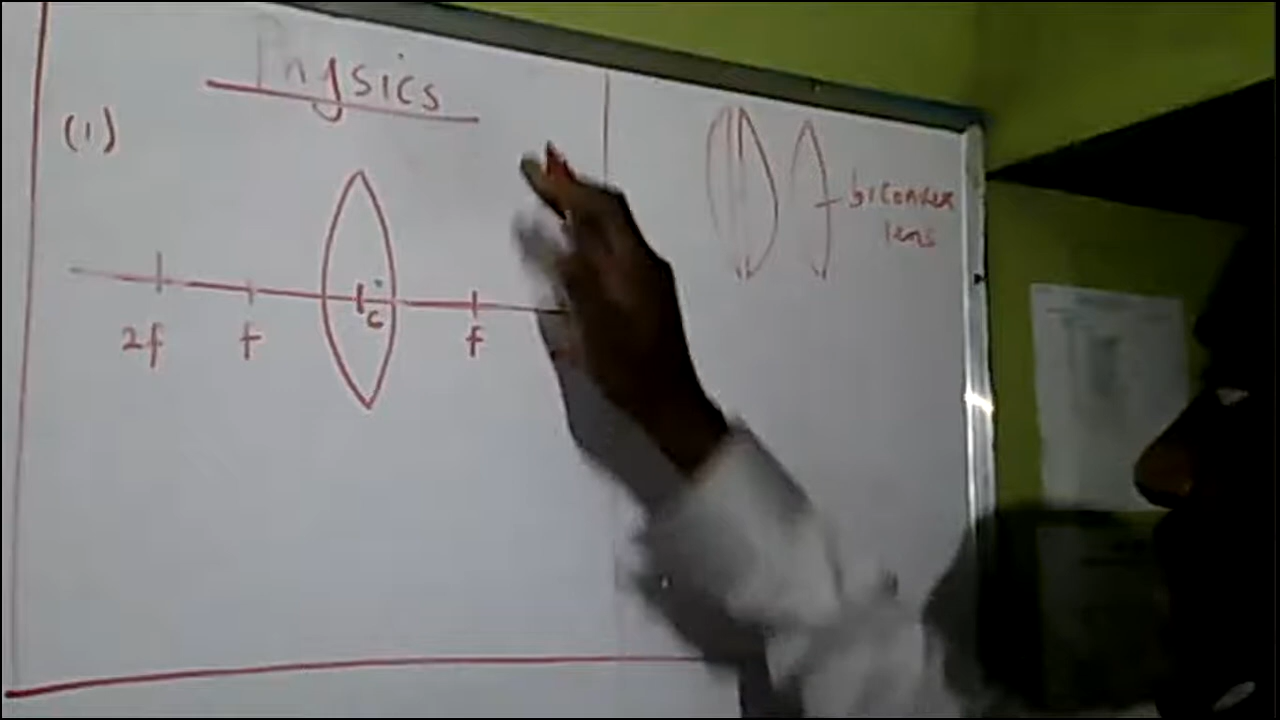 Physics
(1)
biconvex
lens
c
2f f f